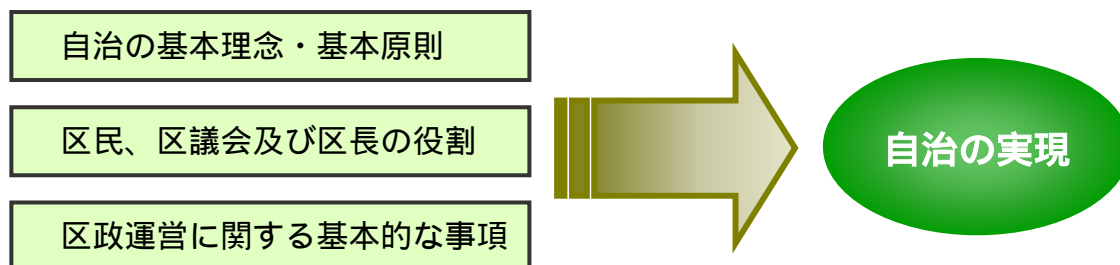 自治の基本理念・基本原則
区民、区議会及び区長の役割
区政運営に関する基本的な事項
自治の実現